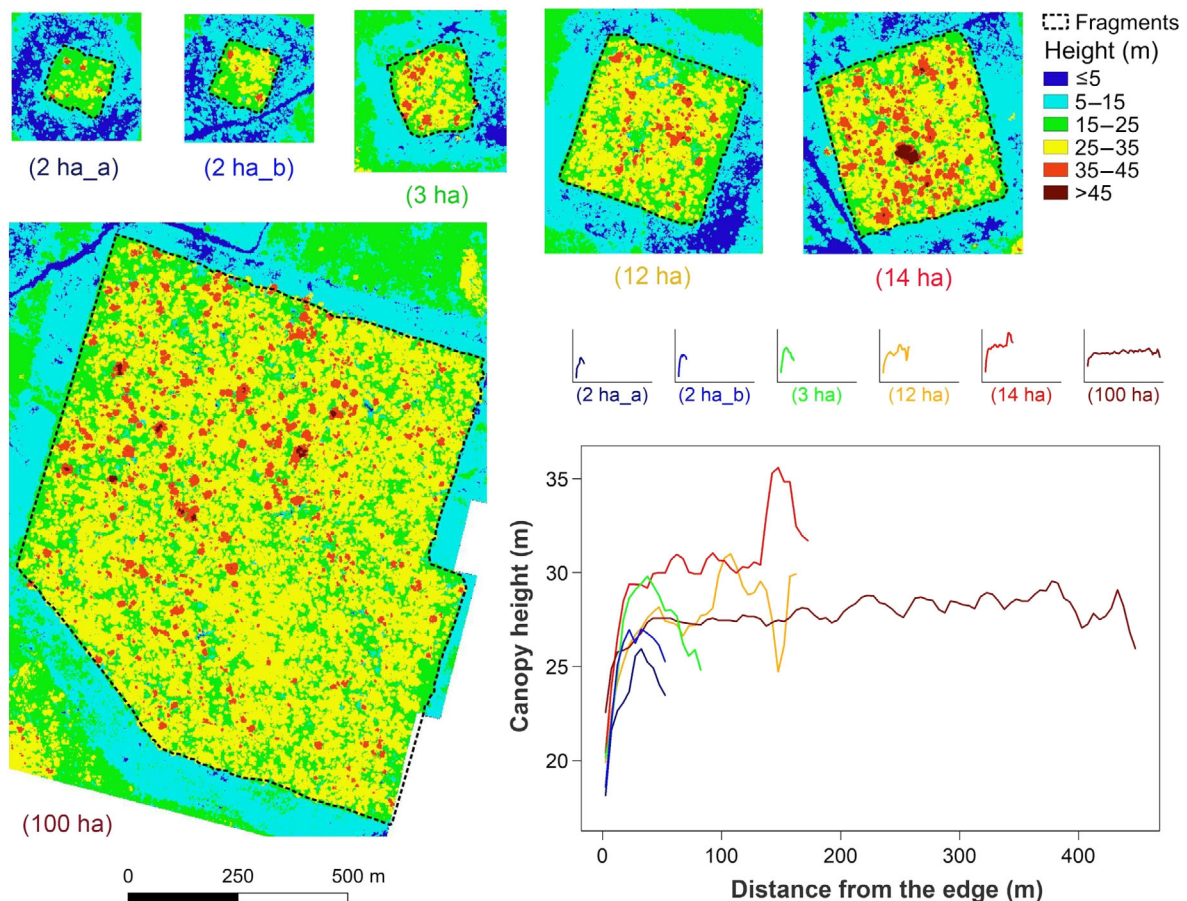 Fragments
Height (m)
≤5
5–15
15–25
25–35
35–45
>45
(2 ha_a)
(2 ha_b)
(3 ha)
(12 ha)
(14 ha)
(100 ha)
0 250 500 m
(2 ha_a) (2 ha_b) (3 ha) (12 ha) (14 ha) (100 ha)
Canopy height (m)
35
30
25
20
0 100 200 300 400
Distance from the edge (m)